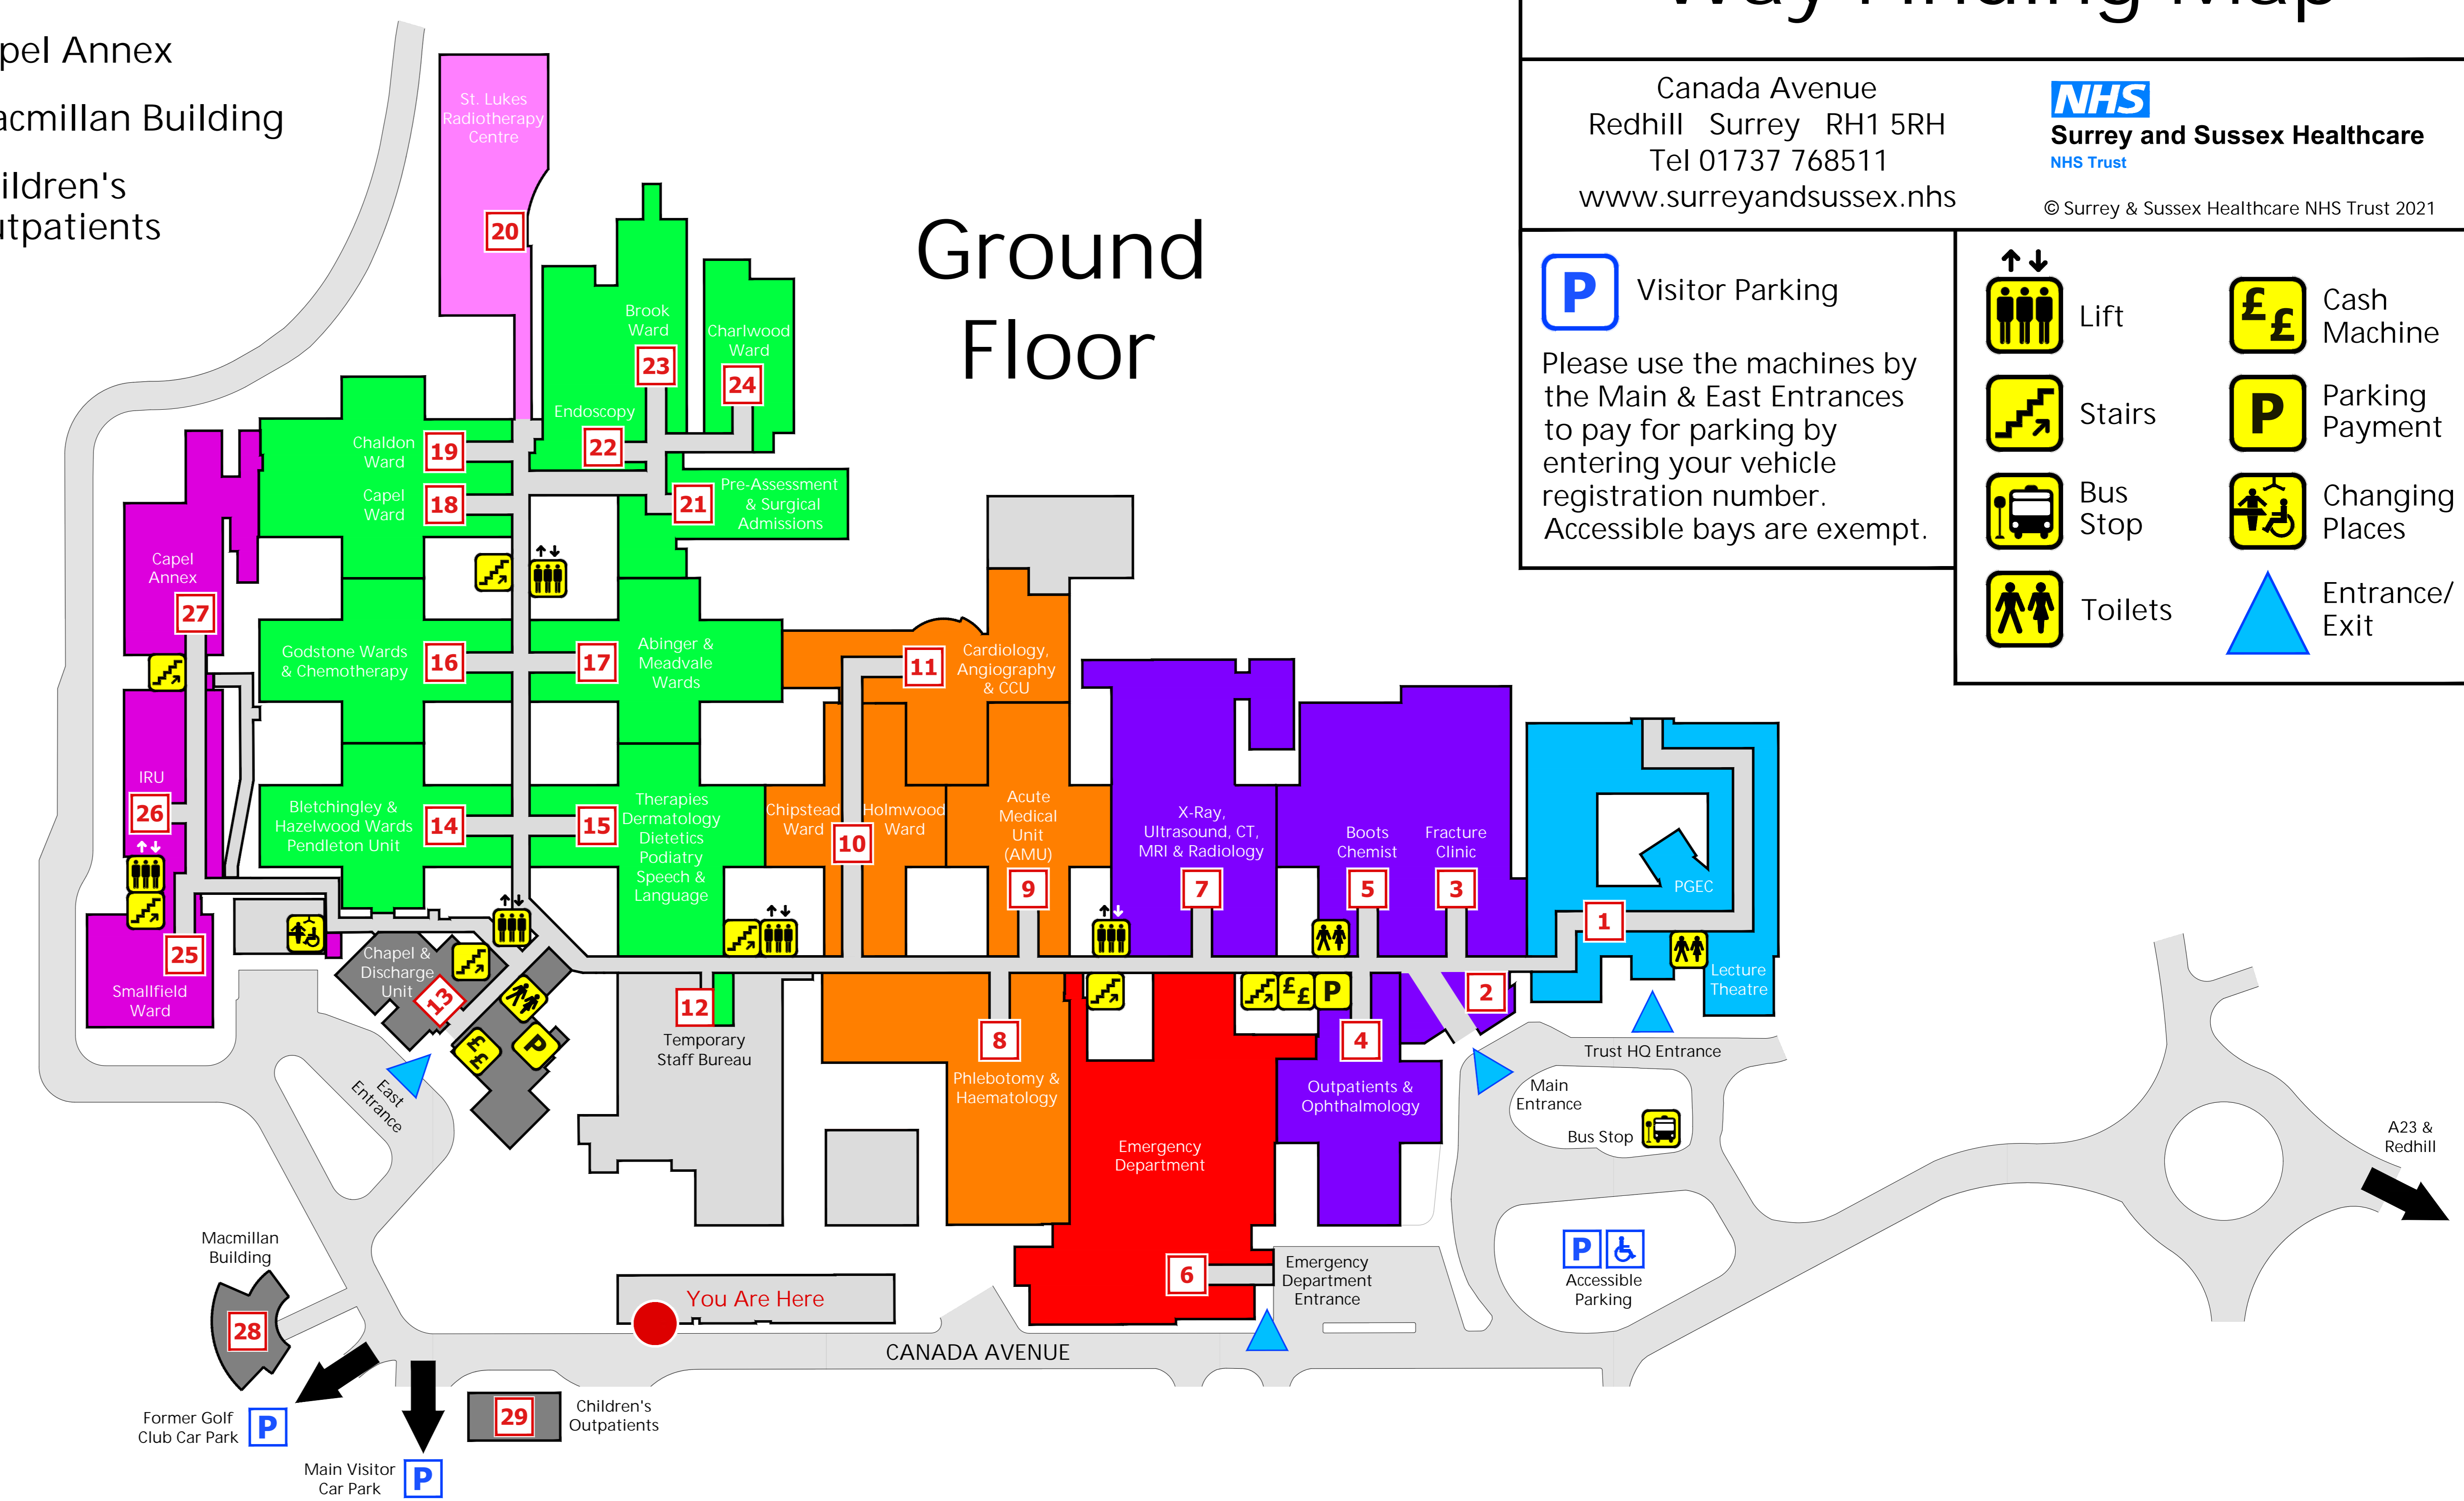 Way Finding Map
Canada Avenue
Redhill Surrey RH1 5RH
Tel 01737 768511
www.surreyandsussex.nhs
NHS
Surrey and Sussex Healthcare
NHS Trust
© Surrey & Sussex Healthcare NHS Trust 2021
P
Visitor Parking
Please use the machines by
the Main & East Entrances
to pay for parking by
entering your vehicle
registration number.
Accessible bays are exempt.
Lift
££
Cash
Machine
Stairs
P
Parking
Payment
Bus
Stop
Changing
Places
Toilets
Entrance/
Exit
pel Annex
acmillan Building
ildren's
utpatients
Ground
Floor
St. Lukes
Radiotherapy
Centre
20
Brook
Ward
23
Charlwood
Ward
24
Endoscopy
22
Chaldon
Ward
19
Capel
Ward
18
21
Pre-Assessment
& Surgical
Admissions
Capel
Annex
27
Godstone Wards
& Chemotherapy
16
17
Abinger &
Meadvale
Wards
11
Cardiology,
Angiography
& CCU
IRU
26
Bletchingley &
Hazelwood Wards
Pendleton Unit
14
15
Theraples
Dermatology
Dietetics
Podiatry
Speech &
Language
Chipstead
Ward
10
Holmwood
Ward
Acute
Medical
Unit
(AMU)
9
X-Ray,
Ultrasound, CT,
MRI & Radiology
7
Boots
Chemist
5
Fracture
Clinic
3
PGEC
1
Lecture
Theatre
25
Smallfield
Ward
Chapel &
Discharge
Unit
13
££
P
East
Entrance
12
Temporary
Staff Bureau
8
Phlebotomy &
Haematology
££
P
4
Outpatients &
Ophthalmology
2
Trust HQ Entrance
Main
Entrance
Bus Stop
A23 &
Redhill
Emergency
Department
6
Emergency
Department
Entrance
P
Accessible
Parking
Macmillan
Building
28
You Are Here
CANADA AVENUE
Former Golf
Club Car Park
P
29
Children's
Outpatients
Main Visitor
Car Park
P